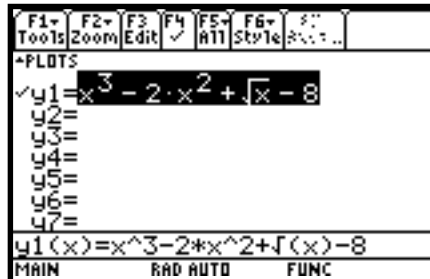 F1▾ F2▾ F3 F4 F5▾ F6▾
Tools Zoom Edit ✓ All Style
▴PLOTS
✓y1=x³ − 2·x² + √x − 8
y2=
y3=
y4=
y5=
y6=
y7=
y1(x)=x^3-2*x^2+√(x)-8
MAIN RAD AUTO FUNC